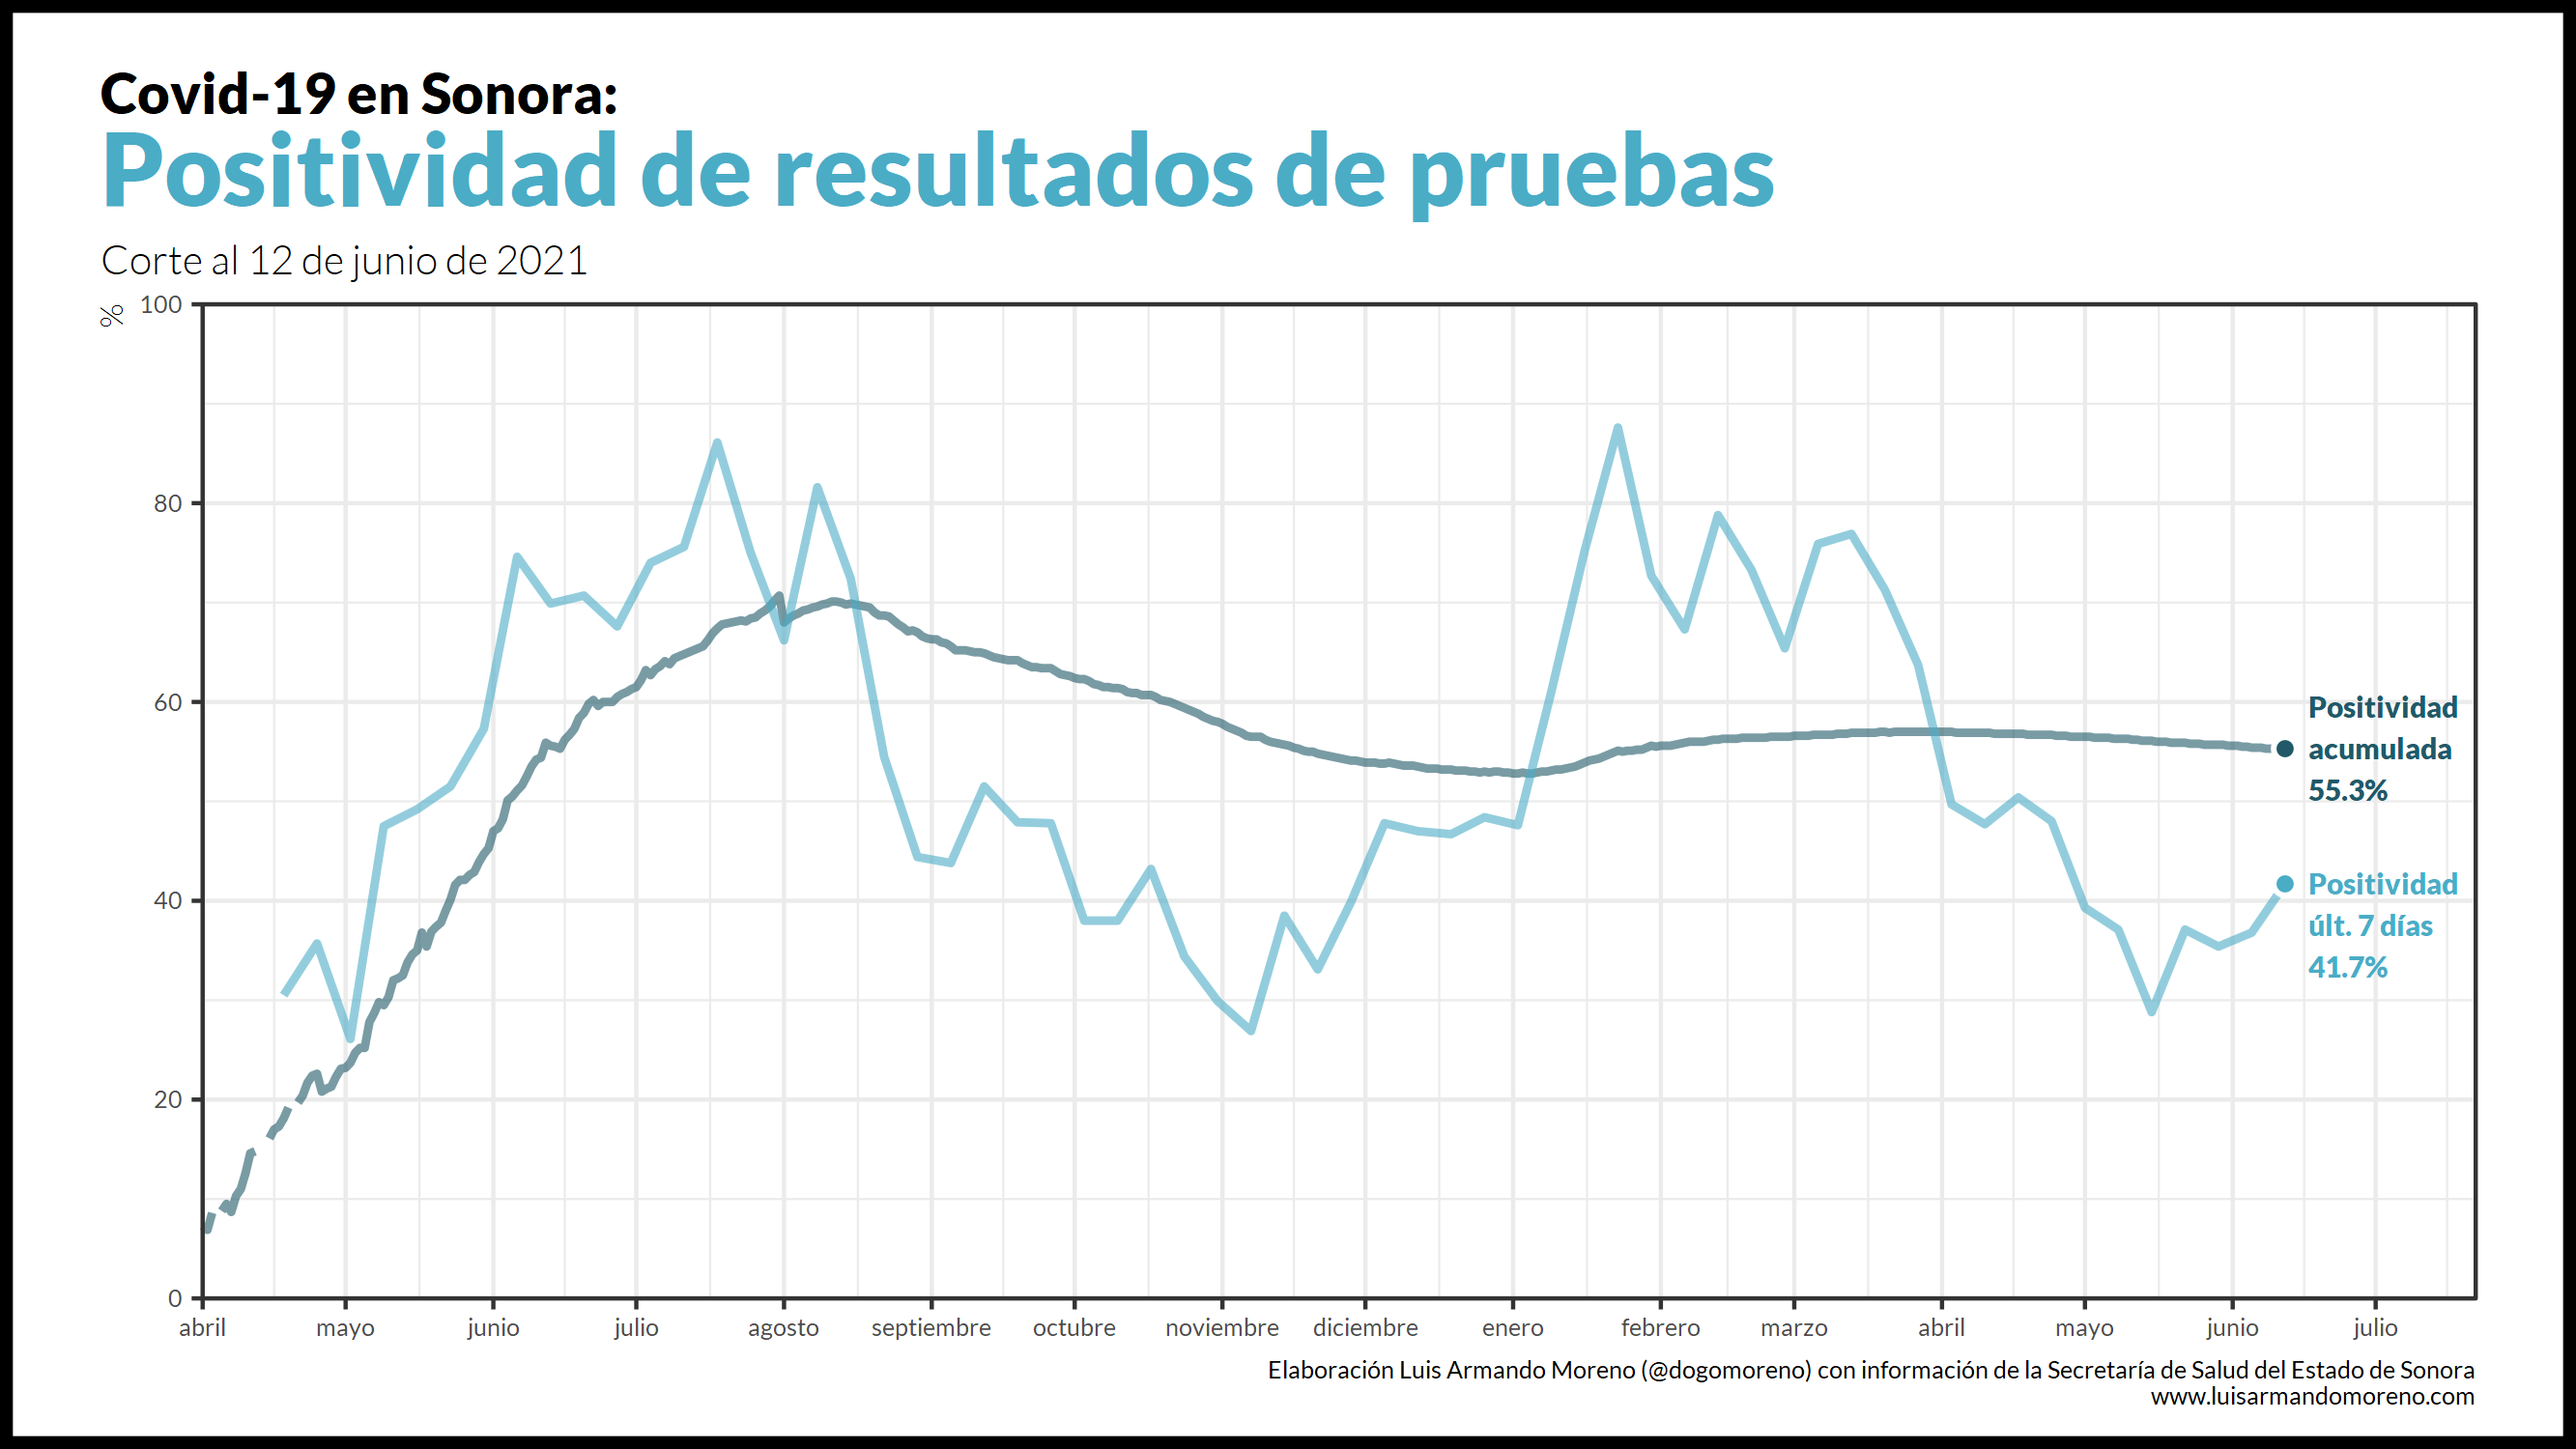 Covid-19 en Sonora:
Positividad de resultados de pruebas
Corte al 12 de junio de 2021
%
100
80
60
40
20
0
Positividad
acumulada
55.3%
Positividad
últ. 7 días
41.7%
abril mayo junio julio agosto septiembre octubre noviembre diciembre enero febrero marzo abril mayo junio julio
Elaboración Luis Armando Moreno (@dogomoreno) con información de la Secretaría de Salud del Estado de Sonora
www.luisarmandomoreno.com